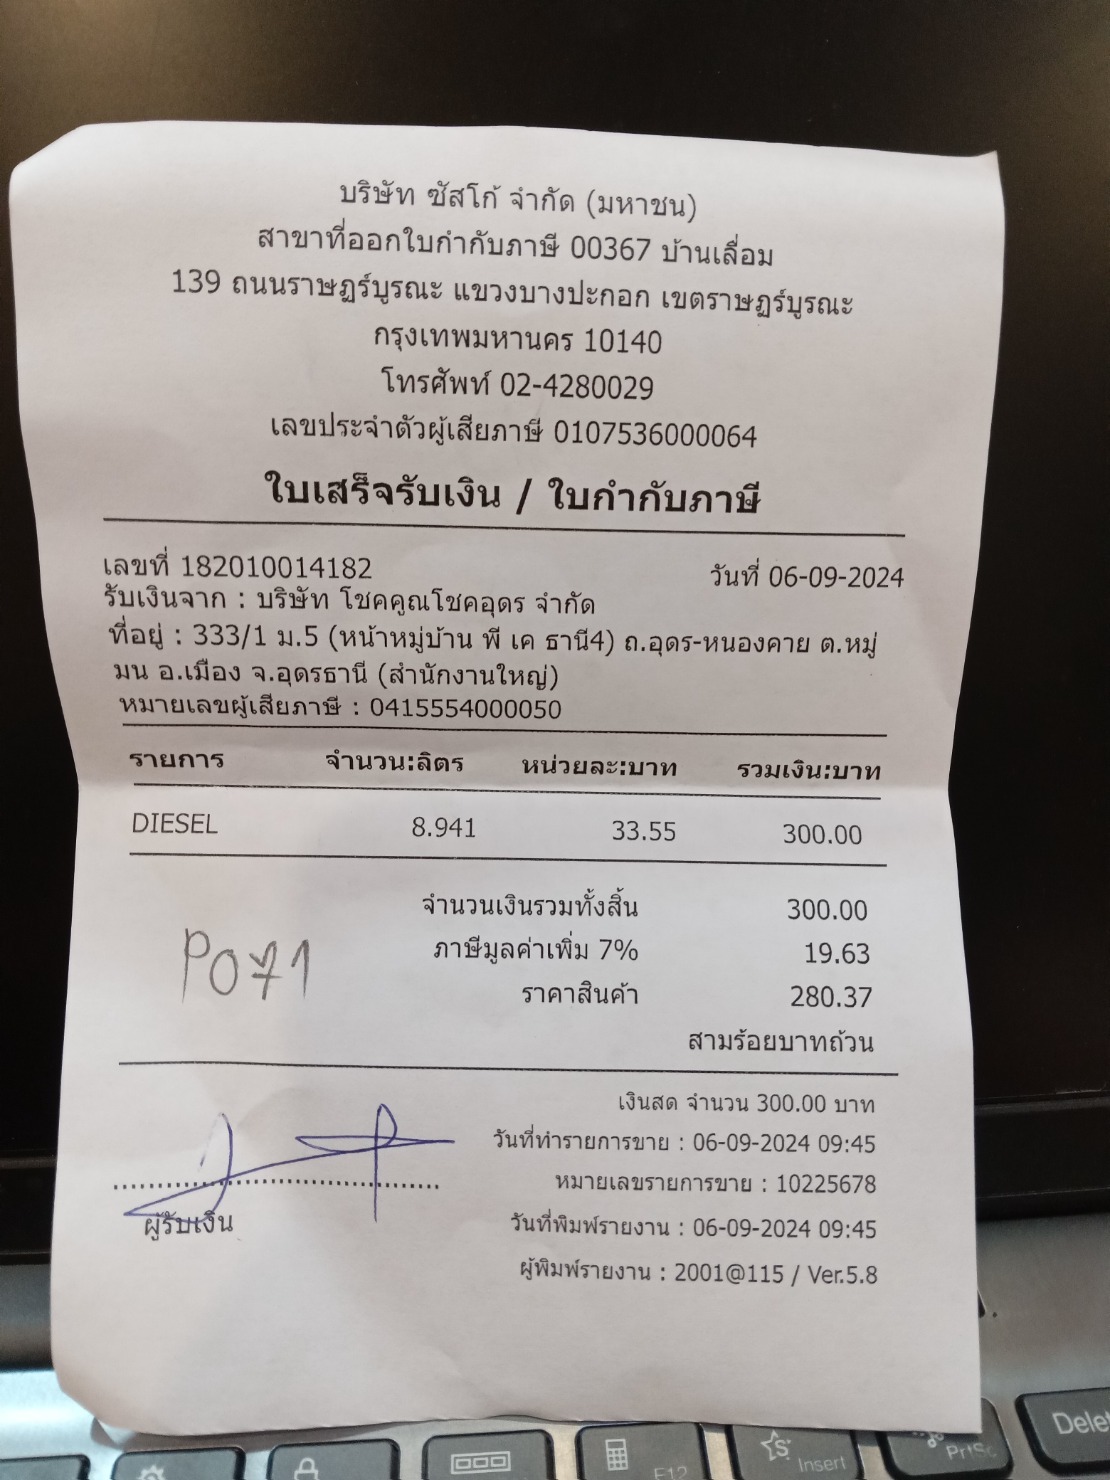 บริษัท ซัสโก้ จำกัด (มหาชน)
สาขาที่ออกใบกำกับภาษี 00367 บ้านเลื่อม
139 ถนนราษฏร์บูรณะ แขวงบางปะกอก เขตราษฏร์บูรณะ
กรุงเทพมหานคร 10140
โทรศัพท์ 02-4280029
เลขประจำตัวผู้เสียภาษี 0107536000064
ใบเสร็จรับเงิน / ใบกำกับภาษี
เลขที่ 182010014182 วันที่ 06-09-2024
รับเงินจาก : บริษัท โชคคูณโชคอุดร จำกัด
ที่อยู่ : 333/1 ม.5 (หน้าหมู่บ้าน พี เค ธานี4) ถ.อุดร-หนองคาย ต.หมู่
มน อ.เมือง จ.อุดรธานี (สำนักงานใหญ่)
หมายเลขผู้เสียภาษี : 0415554000050
รายการ จำนวน:ลิตร หน่วยละ:บาท รวมเงิน:บาท
DIESEL 8.941 33.55 300.00
จำนวนเงินรวมทั้งสิ้น 300.00
ภาษีมูลค่าเพิ่ม 7% 19.63
P071
ราคาสินค้า 280.37
สามร้อยบาทถ้วน
เงินสด จำนวน 300.00 บาท
วันที่ทำรายการขาย : 06-09-2024 09:45
หมายเลขรายการขาย : 10225678
ผู้รับเงิน
วันที่พิมพ์รายงาน : 06-09-2024 09:45
ผู้พิมพ์รายงาน : 2001@115 / Ver.5.8
F12
Insert
PrtSc
Dele